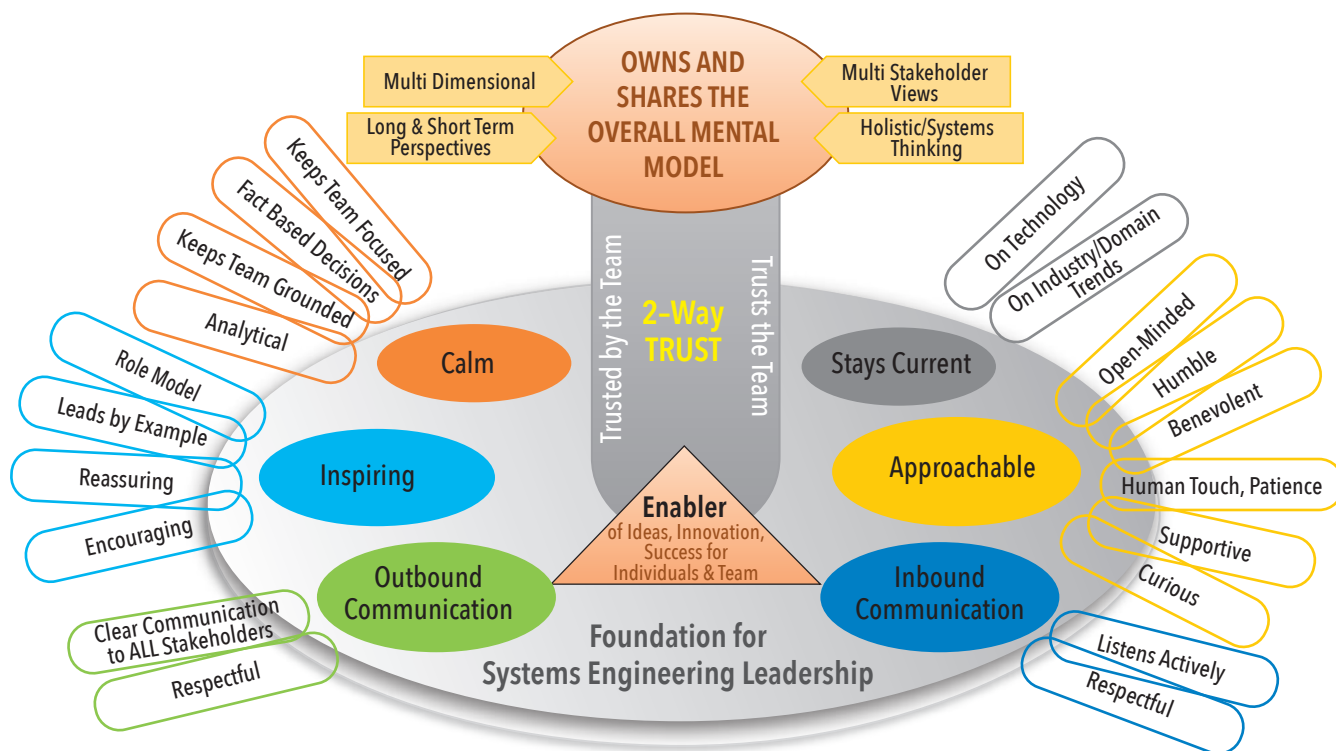 OWNS AND
SHARES THE
OVERALL MENTAL
MODEL
Multi Dimensional
Long & Short Term
Perspectives
Multi Stakeholder
Views
Holistic/Systems
Thinking
Keeps Team Focused
Fact Based Decisions
Keeps Team Grounded
Analytical
Role Model
Leads by Example
Reassuring
Encouraging
Clear Communication
to ALL Stakeholders
Respectful
Calm
Inspiring
Outbound
Communication
Trusted by the Team
2-Way
TRUST
Trusts the Team
Enabler
of Ideas, Innovation,
Success for
Individuals & Team
Stays Current
Approachable
Inbound
Communication
On Technology
On Industry/Domain
Trends
Open-Minded
Humble
Benevolent
Human Touch, Patience
Supportive
Curious
Listens Actively
Respectful
Foundation for
Systems Engineering Leadership